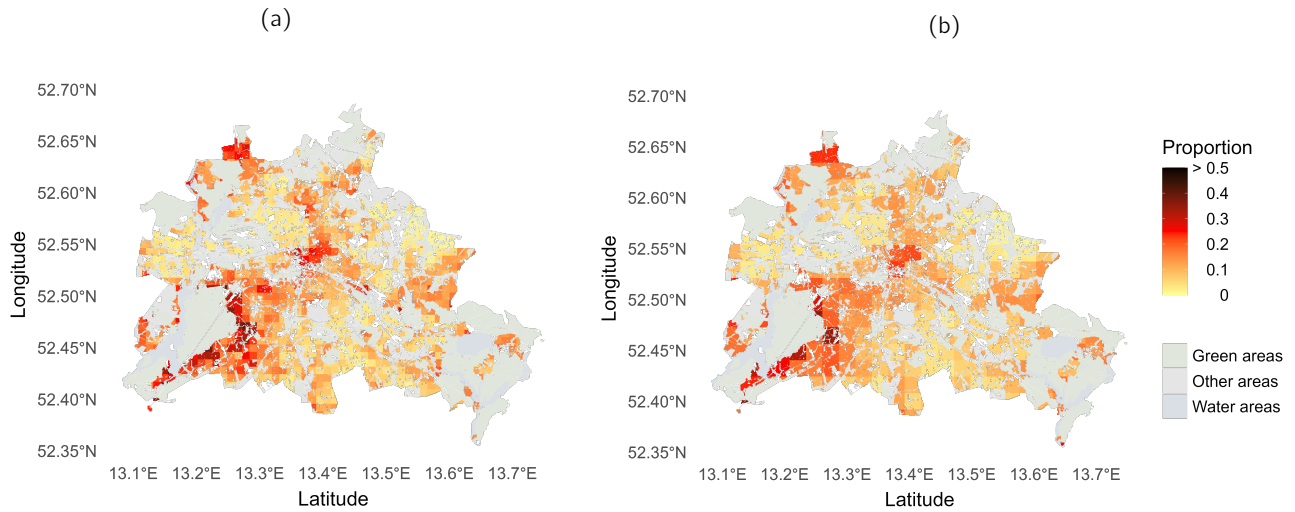 (a)
(b)
52.70°N
52.65°N
52.60°N
52.55°N
52.50°N
52.45°N
52.40°N
52.35°N
Longitude
13.1°E 13.2°E 13.3°E 13.4°E 13.5°E 13.6°E 13.7°E
Latitude
52.70°N
52.65°N
52.60°N
52.55°N
52.50°N
52.45°N
52.40°N
52.35°N
Longitude
13.1°E 13.2°E 13.3°E 13.4°E 13.5°E 13.6°E 13.7°E
Latitude
Proportion
> 0.5
0.4
0.3
0.2
0.1
0
Green areas
Other areas
Water areas